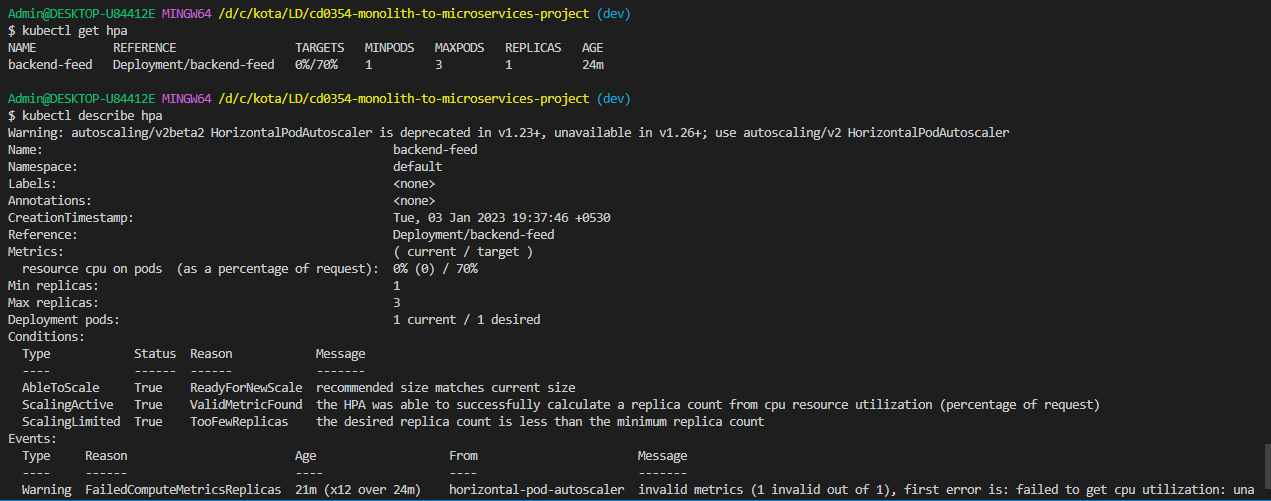 Admin@DESKTOP-U84412E MINGW64 /d/c/kota/LD/cd0354-monolith-to-microservices-project (dev)
$ kubectl get hpa
NAME           REFERENCE                 TARGETS   MINPODS   MAXPODS   REPLICAS   AGE
backend-feed   Deployment/backend-feed   0%/70%    1         3         1          24m
Admin@DESKTOP-U84412E MINGW64 /d/c/kota/LD/cd0354-monolith-to-microservices-project (dev)
$ kubectl describe hpa
Warning: autoscaling/v2beta2 HorizontalPodAutoscaler is deprecated in v1.23+, unavailable in v1.26+; use autoscaling/v2 HorizontalPodAutoscaler
Name:                                                  backend-feed
Namespace:                                             default
Labels:                                                <none>
Annotations:                                           <none>
CreationTimestamp:                                     Tue, 03 Jan 2023 19:37:46 +0530
Reference:                                             Deployment/backend-feed
Metrics:                                               ( current / target )
  resource cpu on pods  (as a percentage of request):  0% (0) / 70%
Min replicas:                                          1
Max replicas:                                          3
Deployment pods:                                       1 current / 1 desired
Conditions:
  Type            Status  Reason            Message
  ----            ------  ------            -------
  AbleToScale     True    ReadyForNewScale  recommended size matches current size
  ScalingActive   True    ValidMetricFound  the HPA was able to successfully calculate a replica count from cpu resource utilization (percentage of request)
  ScalingLimited  True    TooFewReplicas    the desired replica count is less than the minimum replica count
Events:
  Type     Reason                        Age                 From                       Message
  ----     ------                        ----                ----                       -------
  Warning  FailedComputeMetricsReplicas  21m (x12 over 24m)  horizontal-pod-autoscaler  invalid metrics (1 invalid out of 1), first error is: failed to get cpu utilization: una